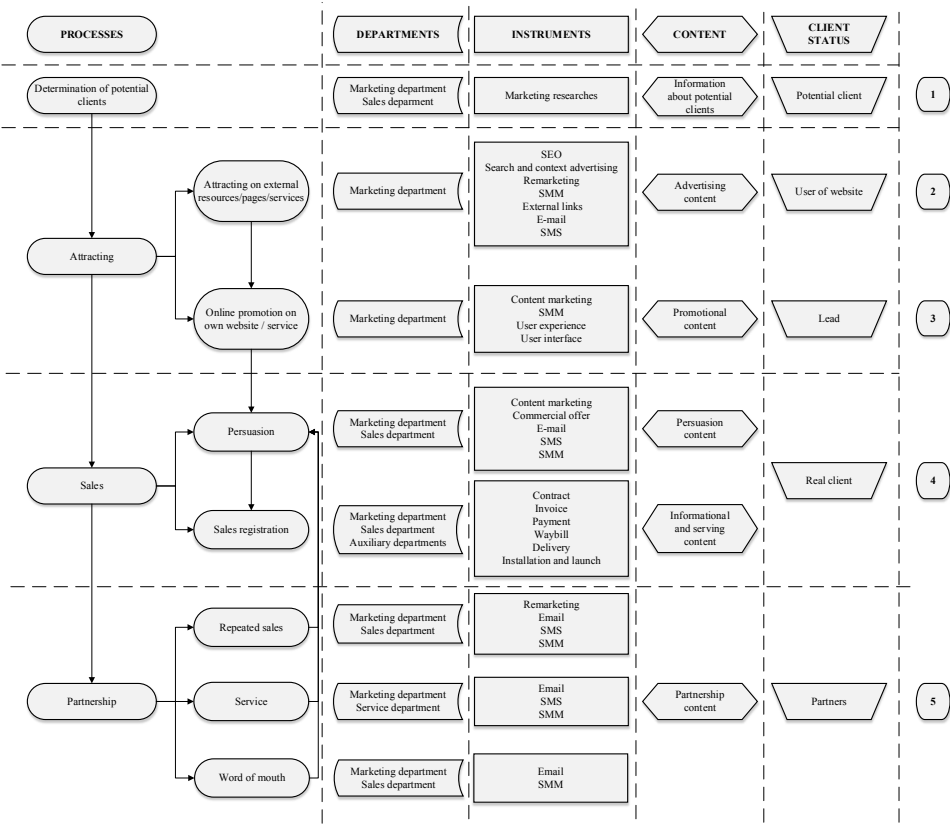 PROCESSES
DEPARTMENTS
INSTRUMENTS
CONTENT
CLIENT
STATUS
Determination of potential
clients
Marketing department
Sales deparment
Marketing researches
Information
about potential
clients
Potential client
1
Attracting on external
resources/pages/services
Marketing department
SEO
Search and context advertising
Remarketing
SMM
External links
E-mail
SMS
Advertising
content
User of website
2
Attracting
Online promotion on
own website / service
Marketing department
Content marketing
SMM
User experience
User interface
Promotional
content
Lead
3
Persuasion
Marketing department
Sales department
Content marketing
Commercial offer
E-mail
SMS
SMM
Persuasion
content
Sales
Real client
4
Sales registration
Marketing department
Sales department
Auxiliary departments
Contract
Invoice
Payment
Waybill
Delivery
Installation and launch
Informational
and serving
content
Repeated sales
Marketing department
Sales department
Remarketing
Email
SMS
SMM
Partnership
Service
Marketing department
Service department
Email
SMS
SMM
Partnership
content
Partners
5
Word of mouth
Marketing department
Sales department
Email
SMM